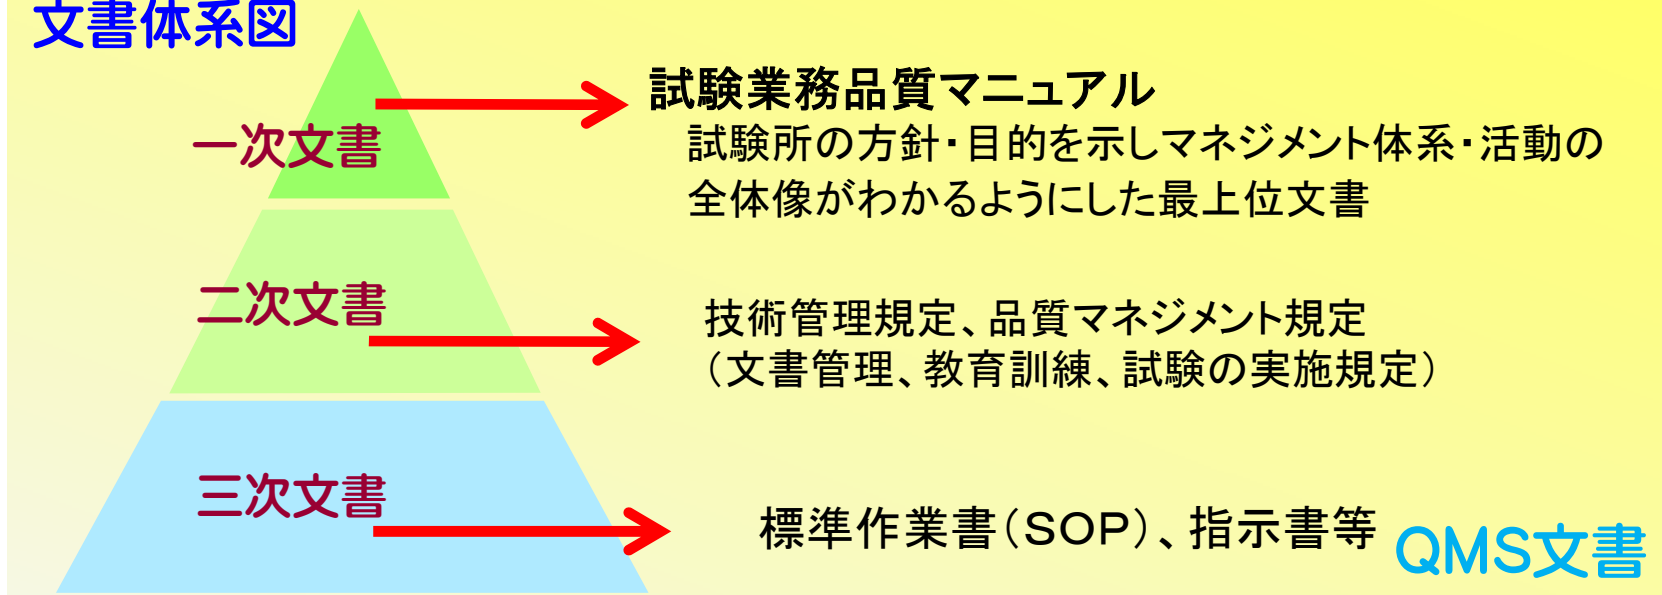 文書体系図
一次文書
試験業務品質マニュアル
試験所の方針・目的を示しマネジメント体系・活動の
全体像がわかるようにした最上位文書
二次文書
技術管理規定、品質マネジメント規定
（文書管理、教育訓練、試験の実施規定）
三次文書
標準作業書（SOP）、指示書等
QMS文書